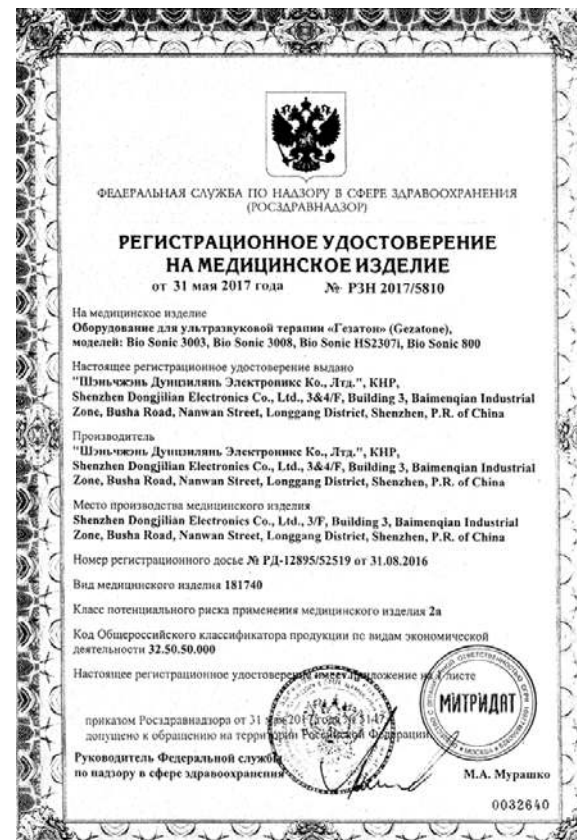 ФЕДЕРАЛЬНАЯ СЛУЖБА ПО НАДЗОРУ В СФЕРЕ ЗДРАВООХРАНЕНИЯ
(РОСЗДРАВНАДЗОР)
РЕГИСТРАЦИОННОЕ УДОСТОВЕРЕНИЕ
НА МЕДИЦИНСКОЕ ИЗДЕЛИЕ
от 31 мая 2017 года № РЗН 2017/5810
На медицинское изделие
Оборудование для ультразвуковой терапии «Гезатон» (Gezatone),
моделей: Bio Sonic 3003, Bio Sonic 3008, Bio Sonic HS2307i, Bio Sonic 800
Настоящее регистрационное удостоверение выдано
"Шэньчжэнь Дунцзилянь Электроникс Ко., Лтд.", КНР,
Shenzhen Dongjilian Electronics Co., Ltd., 3&4/F, Building 3, Baimenqian Industrial
Zone, Busha Road, Nanwan Street, Longgang District, Shenzhen, P.R. of China
Производитель
"Шэньчжэнь Дунцзилянь Электроникс Ко., Лтд.", КНР,
Shenzhen Dongjilian Electronics Co., Ltd., 3&4/F, Building 3, Baimenqian Industrial
Zone, Busha Road, Nanwan Street, Longgang District, Shenzhen, P.R. of China
Место производства медицинского изделия
Shenzhen Dongjilian Electronics Co., Ltd., 3/F, Building 3, Baimenqian Industrial
Zone, Busha Road, Nanwan Street, Longgang District, Shenzhen, P.R. of China
Номер регистрационного досье № РД-12895/52519 от 31.08.2016
Вид медицинского изделия 181740
Класс потенциального риска применения медицинского изделия 2а
Код Общероссийского классификатора продукции по видам экономической
деятельности 32.50.50.000
Настоящее регистрационное удостоверение имеет приложение на 1 листе
МИТРИДАТ
приказом Росздравнадзора от 31 мая 2017 года №
допущено к обращению на территории Российской Федерации
Руководитель Федеральной службы
по надзору в сфере здравоохранения
М.А. Мурашко
0032640